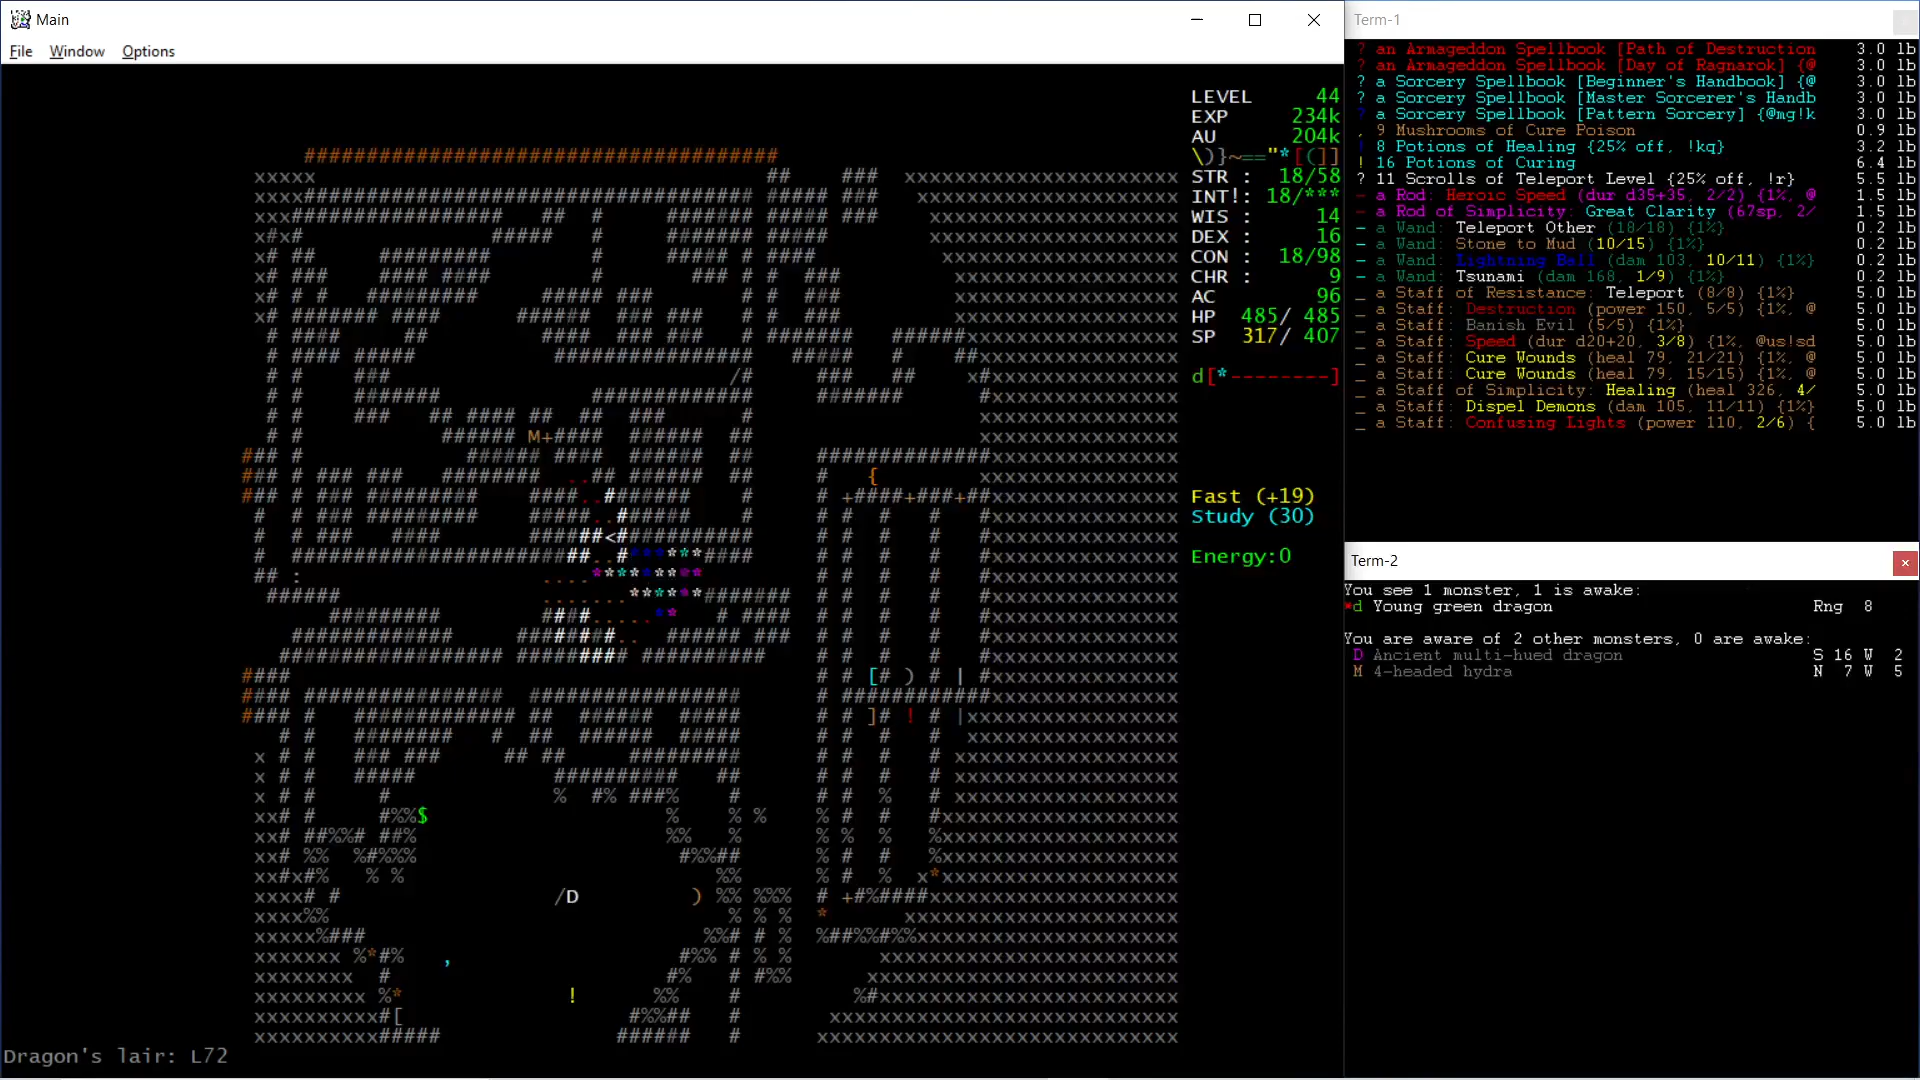 Main
File Window Options
LEVEL 44
EXP 234k
AU 204k
\)}~=="*[(]]
STR : 18/58
INT!: 18/***
WIS : 14
DEX : 16
CON : 18/98
CHR : 9
AC 96
HP 485/ 485
SP 317/ 407
d[*--------]
Fast (+19)
Study (30)
Energy:0
Dragon's lair: L72
Term-1
? an Armageddon Spellbook [Path of Destruction 3.0 lb
? an Armageddon Spellbook [Day of Ragnarok] {@ 3.0 lb
? a Sorcery Spellbook [Beginner's Handbook] {@ 3.0 lb
? a Sorcery Spellbook [Master Sorcerer's Handb 3.0 lb
? a Sorcery Spellbook [Pattern Sorcery] {@mg!k 3.0 lb
, 9 Mushrooms of Cure Poison 0.9 lb
! 8 Potions of Healing {25% off, !kq} 3.2 lb
! 16 Potions of Curing 6.4 lb
? 11 Scrolls of Teleport Level {25% off, !r} 5.5 lb
- a Rod: Heroic Speed (dur d35+35, 2/2) {1%, @ 1.5 lb
- a Rod of Simplicity: Great Clarity (67sp, 2/ 1.5 lb
- a Wand: Teleport Other (18/18) {1%} 0.2 lb
- a Wand: Stone to Mud (10/15) {1%} 0.2 lb
- a Wand: Lightning Ball (dam 103, 10/11) {1%} 0.2 lb
- a Wand: Tsunami (dam 168, 1/9) {1%} 0.2 lb
_ a Staff of Resistance: Teleport (8/8) {1%} 5.0 lb
_ a Staff: Destruction (power 150, 5/5) {1%, @ 5.0 lb
_ a Staff: Banish Evil (5/5) {1%} 5.0 lb
_ a Staff: Speed (dur d20+20, 3/8) {1%, @us!sd 5.0 lb
_ a Staff: Cure Wounds (heal 79, 21/21) {1%, @ 5.0 lb
_ a Staff: Cure Wounds (heal 79, 15/15) {1%, @ 5.0 lb
_ a Staff of Simplicity: Healing (heal 326, 4/ 5.0 lb
_ a Staff: Dispel Demons (dam 105, 11/11) {1%} 5.0 lb
_ a Staff: Confusing Lights (power 110, 2/6) { 5.0 lb
Term-2
You see 1 monster, 1 is awake:
*d Young green dragon Rng 8
You are aware of 2 other monsters, 0 are awake:
D Ancient multi-hued dragon S 16 W 2
M 4-headed hydra N 7 W 5